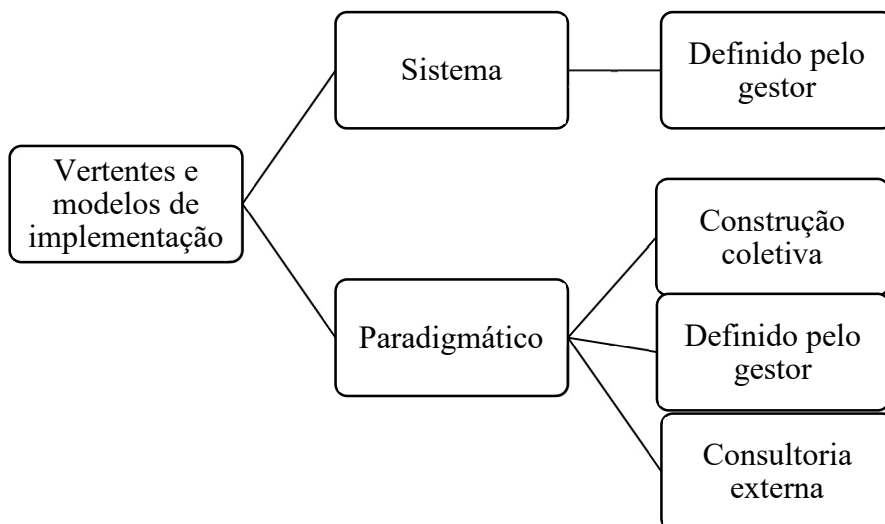 Vertentes e
modelos de
implementação
Sistema
Definido pelo
gestor
Paradigmático
Construção
coletiva
Definido pelo
gestor
Consultoria
externa